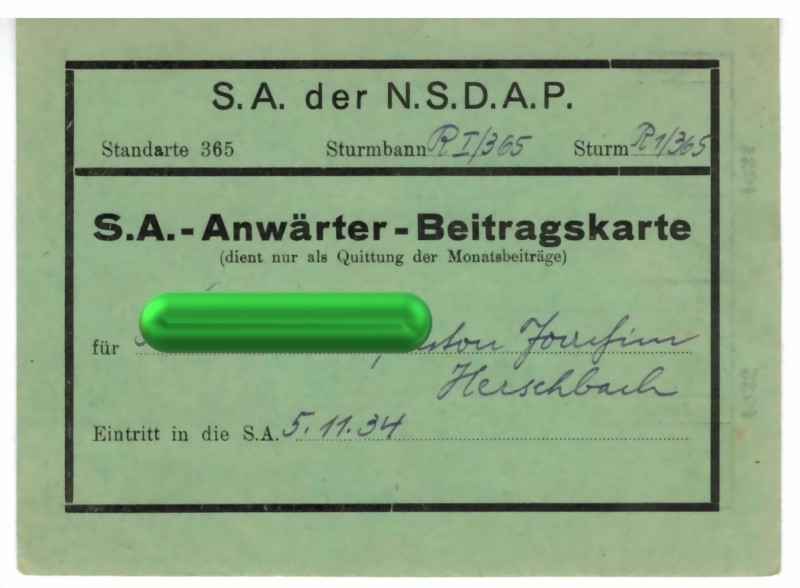 S.A. der N.S.D.A.P.
Standarte 365 Sturmbann R I/365 Sturm R 1/365
S.A.-Anwärter-Beitragskarte
(dient nur als Quittung der Monatsbeiträge)
für
Herschbach
Eintritt in die S.A. 5.11.34